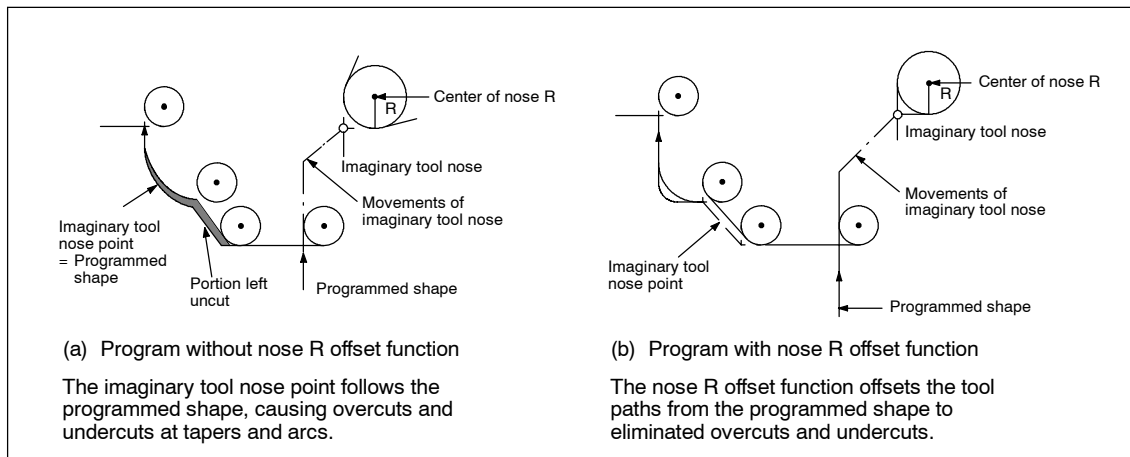 Center of nose R
R
Imaginary tool nose
Movements of
imaginary tool nose
Imaginary tool
nose point
= Programmed
shape
Portion left
uncut
Programmed shape
(a) Program without nose R offset function
The imaginary tool nose point follows the
programmed shape, causing overcuts and
undercuts at tapers and arcs.
Center of nose R
R
Imaginary tool nose
Movements of
imaginary tool nose
Imaginary tool
nose point
Programmed shape
(b) Program with nose R offset function
The nose R offset function offsets the tool
paths from the programmed shape to
eliminated overcuts and undercuts.